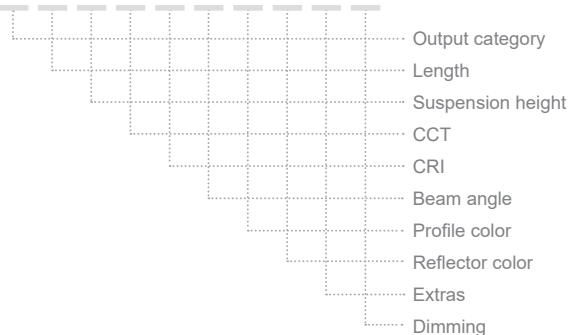 Output category
Length
Suspension height
CCT
CRI
Beam angle
Profile color
Reflector color
Extras
Dimming